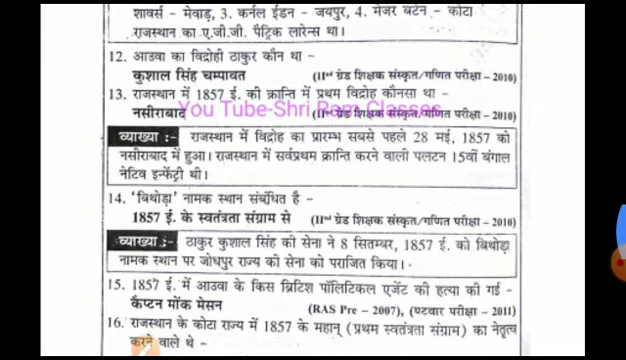 शावर्स – मेवाड़, 3. कर्नल ईडन – जयपुर, 4. मेजर बर्टन – कोटा
राजस्थान का ए.जी.जी. पैट्रिक लारेन्स था।
12. आउवा का विद्रोही ठाकुर कौन था –
कुशाल सिंह चम्पावत (IInd ग्रेड शिक्षक संस्कृत/गणित परीक्षा – 2010)
13. राजस्थान में 1857 ई. की क्रान्ति में प्रथम विद्रोह कौनसा था –
नसीराबाद (IInd ग्रेड शिक्षक संस्कृत/गणित परीक्षा – 2010)
You Tube-Shri Ram Classes
व्याख्या :- राजस्थान में विद्रोह का प्रारम्भ सबसे पहले 28 मई, 1857 को
नसीराबाद में हुआ। राजस्थान में सर्वप्रथम क्रान्ति करने वाली पलटन 15वीं बंगाल
नेटिव इन्फेंट्री थी।
14. 'बिथोड़ा' नामक स्थान संबंधित है –
1857 ई. के स्वतंत्रता संग्राम से (IInd ग्रेड शिक्षक संस्कृत/गणित परीक्षा – 2010)
व्याख्या :- ठाकुर कुशाल सिंह की सेना ने 8 सितम्बर, 1857 ई. को बिथोड़ा
नामक स्थान पर जोधपुर राज्य की सेना को पराजित किया।
15. 1857 ई. में आउवा के किस ब्रिटिश पॉलिटिकल एजेंट की हत्या की गई –
कैप्टन मोंक मेसन (RAS Pre – 2007), (पटवार परीक्षा – 2011)
16. राजस्थान के कोटा राज्य में 1857 के महान् (प्रथम स्वतंत्रता संग्राम) का नेतृत्व
करने वाले थे –